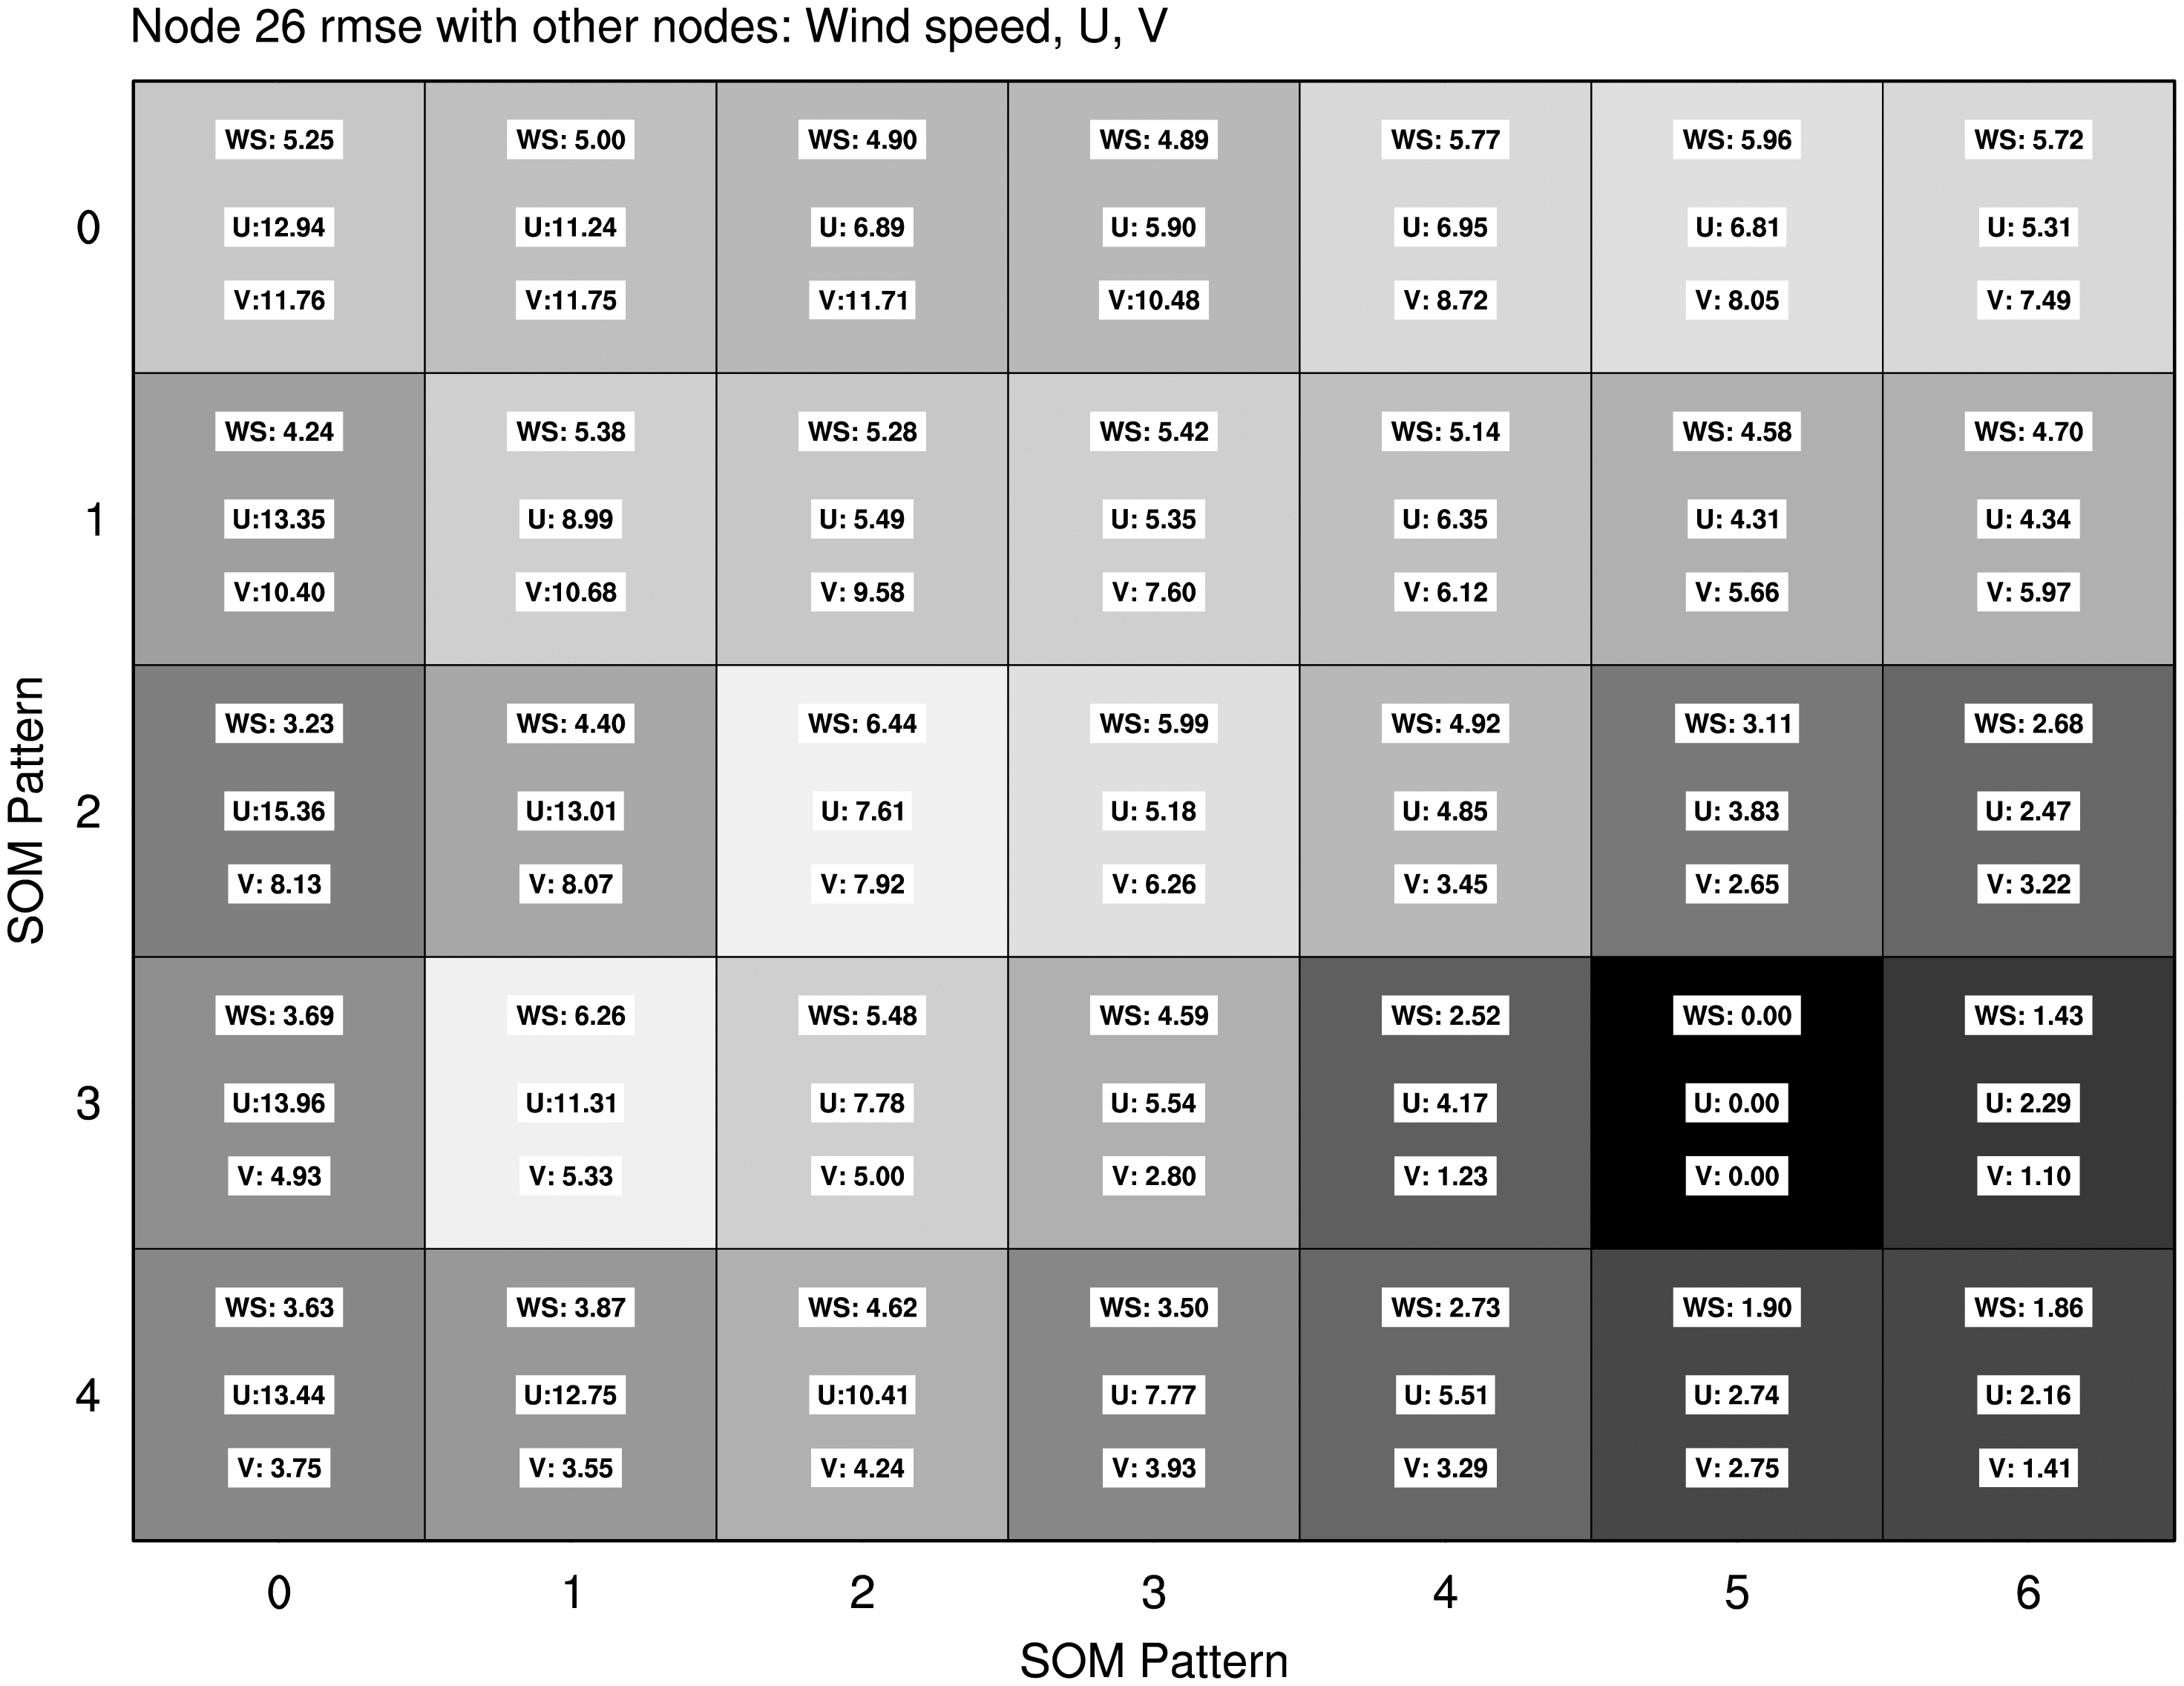 Node 26 rmse with other nodes: Wind speed, U, V
WS: 5.25 WS: 5.00 WS: 4.90 WS: 4.89 WS: 5.77 WS: 5.96 WS: 5.72
0 U:12.94 U:11.24 U: 6.89 U: 5.90 U: 6.95 U: 6.81 U: 5.31
V:11.76 V:11.75 V:11.71 V:10.48 V: 8.72 V: 8.05 V: 7.49
WS: 4.24 WS: 5.38 WS: 5.28 WS: 5.42 WS: 5.14 WS: 4.58 WS: 4.70
1 U:13.35 U: 8.99 U: 5.49 U: 5.35 U: 6.35 U: 4.31 U: 4.34
V:10.40 V:10.68 V: 9.58 V: 7.60 V: 6.12 V: 5.66 V: 5.97
WS: 3.23 WS: 4.40 WS: 6.44 WS: 5.99 WS: 4.92 WS: 3.11 WS: 2.68
2 U:15.36 U:13.01 U: 7.61 U: 5.18 U: 4.85 U: 3.83 U: 2.47
V: 8.13 V: 8.07 V: 7.92 V: 6.26 V: 3.45 V: 2.65 V: 3.22
WS: 3.69 WS: 6.26 WS: 5.48 WS: 4.59 WS: 2.52 WS: 0.00 WS: 1.43
3 U:13.96 U:11.31 U: 7.78 U: 5.54 U: 4.17 U: 0.00 U: 2.29
V: 4.93 V: 5.33 V: 5.00 V: 2.80 V: 1.23 V: 0.00 V: 1.10
WS: 3.63 WS: 3.87 WS: 4.62 WS: 3.50 WS: 2.73 WS: 1.90 WS: 1.86
4 U:13.44 U:12.75 U:10.41 U: 7.77 U: 5.51 U: 2.74 U: 2.16
V: 3.75 V: 3.55 V: 4.24 V: 3.93 V: 3.29 V: 2.75 V: 1.41
SOM Pattern
0 1 2 3 4 5 6
SOM Pattern